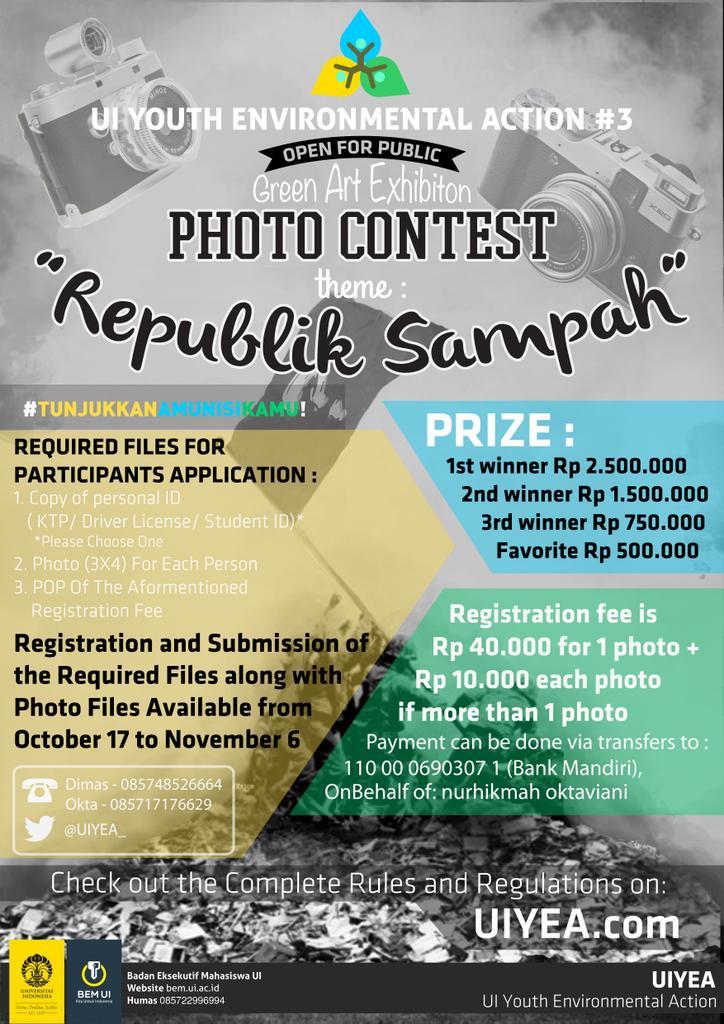 UI YOUTH ENVIRONMENTAL ACTION #3
OPEN FOR PUBLIC
Green Art Exhibiton
PHOTO CONTEST
theme :
"Republik Sampah"
#TUNJUKKANAMUNISIKAMU!
REQUIRED FILES FOR
PARTICIPANTS APPLICATION :
1. Copy of personal ID
( KTP/ Driver License/ Student ID)*
*Please Choose One
2. Photo (3X4) For Each Person
3. POP Of The Aformentioned
Registration Fee
Registration and Submission of
the Required Files along with
Photo Files Available from
October 17 to November 6
Dimas - 085748526664
Okta - 085717176629
@UIYEA_
PRIZE :
1st winner Rp 2.500.000
2nd winner Rp 1.500.000
3rd winner Rp 750.000
Favorite Rp 500.000
Registration fee is
Rp 40.000 for 1 photo +
Rp 10.000 each photo
if more than 1 photo
Payment can be done via transfers to :
110 00 0690307 1 (Bank Mandiri),
OnBehalf of: nurhikmah oktaviani
Check out the Complete Rules and Regulations on:
UIYEA.com
UNIVERSITAS
INDONESIA
BEM UI
Badan Eksekutif Mahasiswa UI
Website bem.ui.ac.id
Humas 085722996994
UIYEA
UI Youth Environmental Action
X20